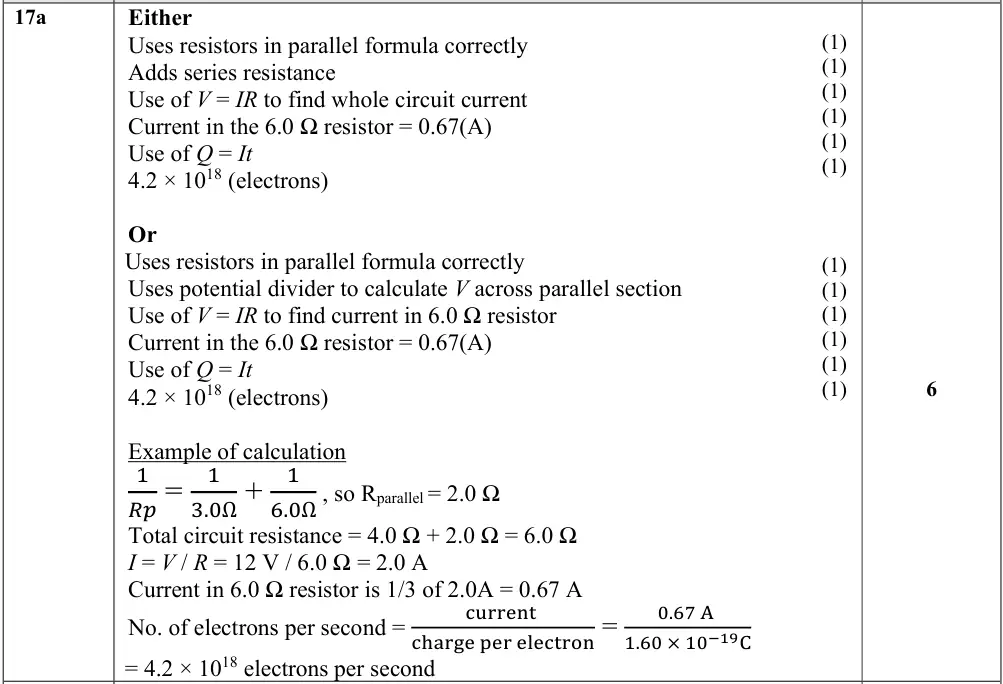 17a
Either
Uses resistors in parallel formula correctly (1)
Adds series resistance (1)
Use of V = IR to find whole circuit current (1)
Current in the 6.0 Ω resistor = 0.67(A) (1)
Use of Q = It (1)
4.2 × 10¹⁸ (electrons) (1)
Or
Uses resistors in parallel formula correctly (1)
Uses potential divider to calculate V across parallel section (1)
Use of V = IR to find current in 6.0 Ω resistor (1)
Current in the 6.0 Ω resistor = 0.67(A) (1)
Use of Q = It (1)
4.2 × 10¹⁸ (electrons) (1) 6
Example of calculation
1/Rp = 1/3.0Ω + 1/6.0Ω , so Rparallel = 2.0 Ω
Total circuit resistance = 4.0 Ω + 2.0 Ω = 6.0 Ω
I = V / R = 12 V / 6.0 Ω = 2.0 A
Current in 6.0 Ω resistor is 1/3 of 2.0A = 0.67 A
No. of electrons per second = current/charge per electron = 0.67 A/1.60 × 10⁻¹⁹C
= 4.2 × 10¹⁸ electrons per second